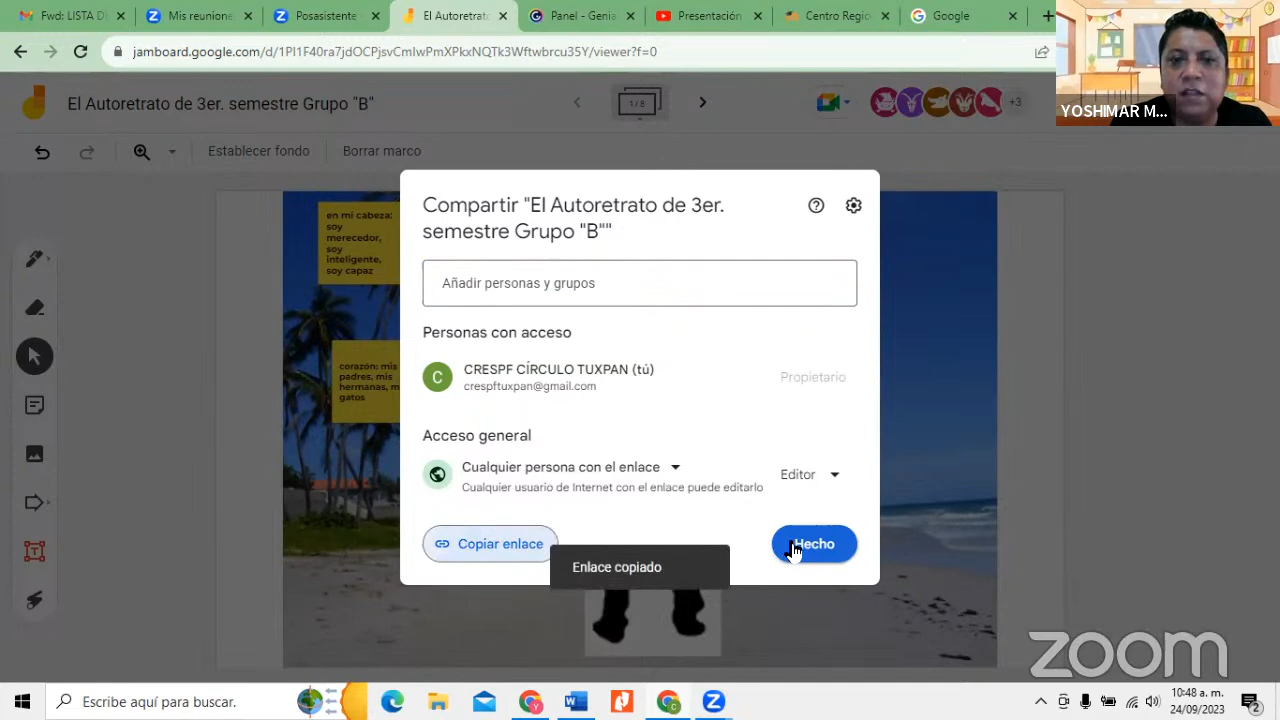 Fwd: LISTA DI
Mis reunione
Posasistente
El Autoretrato
Panel - Genia
Presentación
Centro Region
Google
jamboard.google.com/d/1PI1F40ra7jdOCPjsvCmlwPmXPkxNQTk3Wftwbrcu35Y/viewer?f=0
YOSHIMAR M...
El Autoretrato de 3er. semestre Grupo "B"
1/8
+3
Establecer fondo
Borrar marco
en mi cabeza:
soy
merecedor,
soy
inteligente,
soy capaz
corazón: mis
padres, mis
hermanas, m
gatos
Compartir "El Autoretrato de 3er.
semestre Grupo "B""
Añadir personas y grupos
Personas con acceso
C
CRESPF CÍRCULO TUXPAN (tú)
crespftuxpan@gmail.com
Propietario
Acceso general
Cualquier persona con el enlace
Cualquier usuario de Internet con el enlace puede editarlo
Editor
Copiar enlace
Hecho
Enlace copiado
zoom
Escribe aquí para buscar.
10:48 a. m.
24/09/2023
2